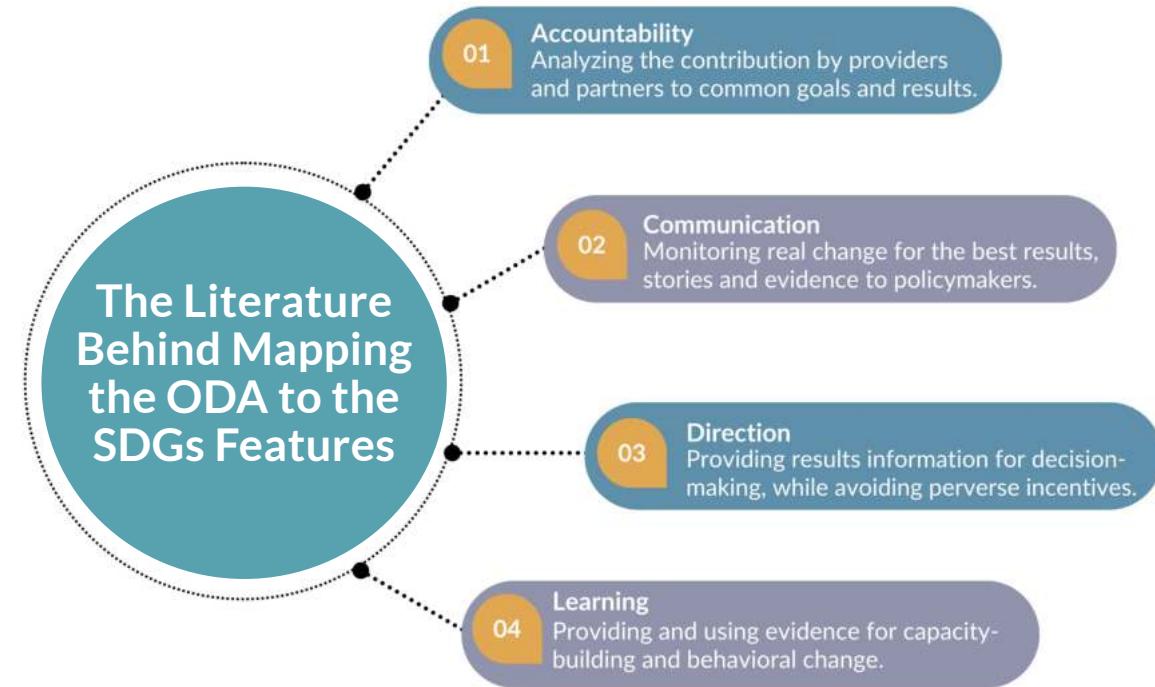 The Literature
Behind Mapping
the ODA to the
SDGs Features
01
Accountability
Analyzing the contribution by providers
and partners to common goals and results.
02
Communication
Monitoring real change for the best results,
stories and evidence to policymakers.
03
Direction
Providing results information for decision-
making, while avoiding perverse incentives.
04
Learning
Providing and using evidence for capacity-
building and behavioral change.